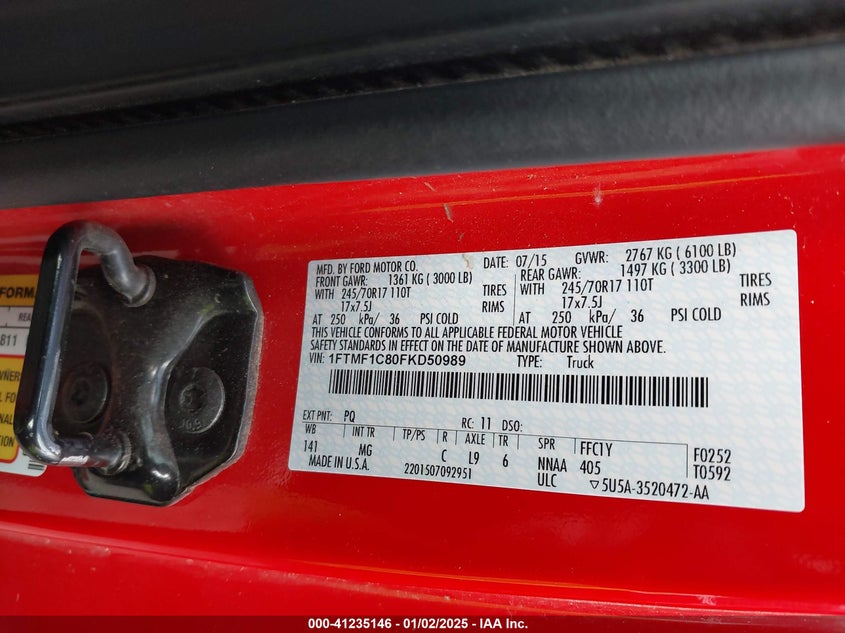 MFD. BY FORD MOTOR CO. DATE: 07/15 GVWR: 2767 KG ( 6100 LB)
FRONT GAWR: 1361 KG ( 3000 LB) REAR GAWR: 1497 KG ( 3300 LB)
WITH 245/70R17 110T TIRES WITH 245/70R17 110T TIRES
17x7.5J RIMS 17x7.5J RIMS
AT 250 kPa/ 36 PSI COLD AT 250 kPa/ 36 PSI COLD
THIS VEHICLE CONFORMS TO ALL APPLICABLE FEDERAL MOTOR VEHICLE
SAFETY STANDARDS IN EFFECT ON THE DATE OF MANUFACTURE SHOWN ABOVE.
VIN: 1FTMF1C80FKD50989 TYPE: Truck
EXT PNT: PQ RC: 11 DSO:
WB INT TR TP/PS R AXLE TR SPR FFC1Y F0252
141 MG C L9 6 NNAA 405 T0592
MADE IN U.S.A. 2201507092951 ULC ▽5U5A-3520472-AA
FORMA
REA
B11
WNER
FOR
NAL
000-41235146 - 01/02/2025 - IAA Inc.